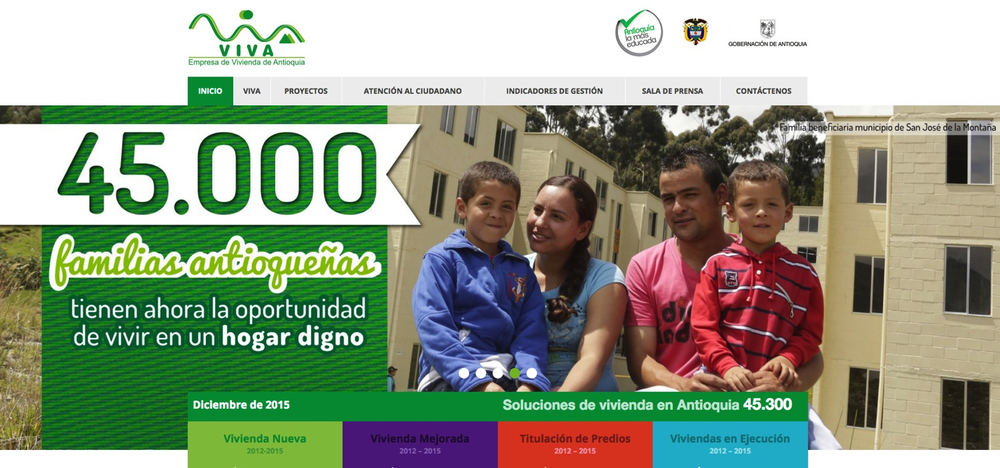 VIVA
Empresa de Vivienda de Antioquia
Antioquia
la más
educada
GOBERNACIÓN DE ANTIOQUIA
INICIO
VIVA
PROYECTOS
ATENCIÓN AL CIUDADANO
INDICADORES DE GESTIÓN
SALA DE PRENSA
CONTÁCTENOS
Familia beneficiaria municipio de San José de la Montaña
45.000
familias antioqueñas
tienen ahora la oportunidad
de vivir en un hogar digno
Diciembre de 2015
Soluciones de vivienda en Antioquia 45.300
Vivienda Nueva
2012-2015
Vivienda Mejorada
2012 – 2015
Titulación de Predios
2012 – 2015
Viviendas en Ejecución
2012 – 2015